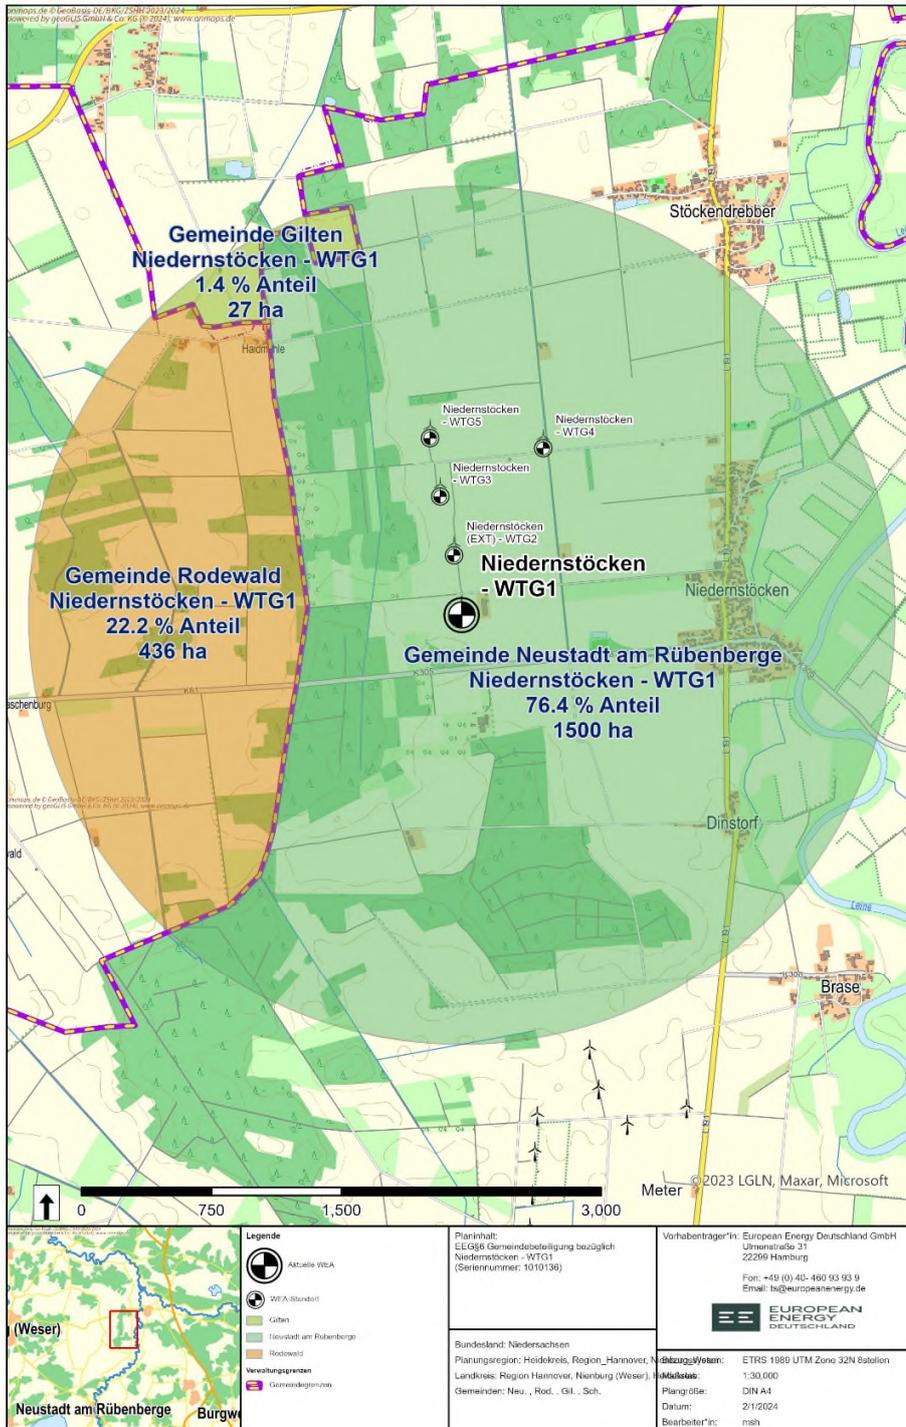 onmaps.de © GeoBasis-DE/BKG/ZSHH 2023/2024
powered by geoGLIS GmbH & Co. KG (© 2024), www.onmaps.de
Stöckendrebber
Gemeinde Gilten
Niedernstöcken - WTG1
1.4 % Anteil
27 ha
Niedernstöcken
- WTG5
Niedernstöcken
- WTG4
Niedernstöcken
- WTG3
Niedernstöcken
(EXT) - WTG2
Niedernstöcken
- WTG1
Gemeinde Rodewald
Niedernstöcken - WTG1
22.2 % Anteil
436 ha
Niedernstöcken
Gemeinde Neustadt am Rübenberge
Niedernstöcken - WTG1
76.4 % Anteil
1500 ha
K61
K305
aschenburg
Dinstorf
Leine
Brase
©2023 LGLN, Maxar, Microsoft
0 750 1,500 3,000 Meter
(Weser)
Neustadt am Rübenberge
Burgw
Legende
Aktuelle WEA
WEA-Standort
Gilten
Neustadt am Rübenberge
Rodewald
Verwaltungsgrenzen
Gemeindegrenzen
Planinhalt:
EEG§6 Gemeindebeteiligung bezüglich
Niedernstöcken - WTG1
(Seriennummer: 1010136)
Bundesland: Niedersachsen
Planungsregion: Heidekreis, Region_Hannover,
Landkreis: Region Hannover, Nienburg (Weser),
Gemeinden: Neu. , Rod. , Gil. , Sch.
Vorhabenträger*in: European Energy Deutschland GmbH
Ulmenstraße 31
22299 Hamburg
Fon: +49 (0) 40- 460 93 93 9
Email: ts@europeanenergy.de
EUROPEAN
ENERGY
DEUTSCHLAND
ETRS 1989 UTM Zone 32N 8stellen
1:30,000
Plangröße: DIN A4
Datum: 2/1/2024
Bearbeiter*in: msh